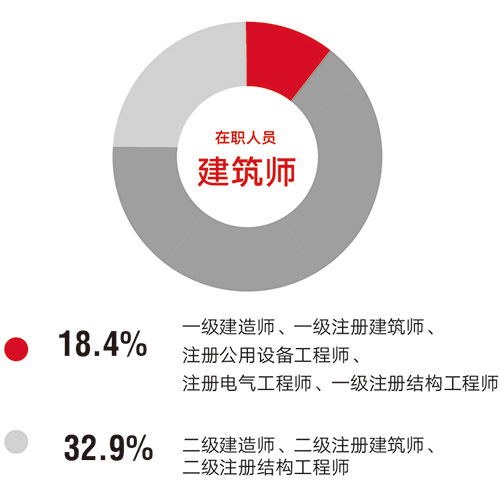 在职人员
建筑师
18.4%
一级建造师、一级注册建筑师、
注册公用设备工程师、
注册电气工程师、一级注册结构工程师
32.9%
二级建造师、二级注册建筑师、
二级注册结构工程师